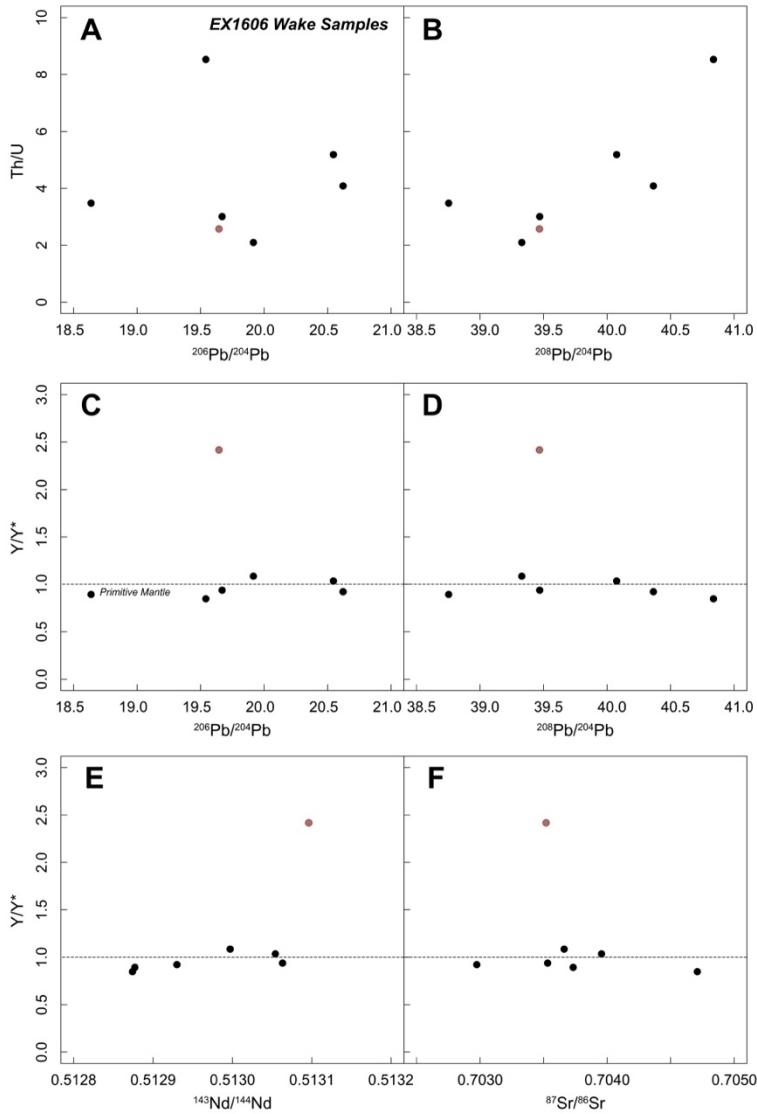 A
EX1606 Wake Samples
B
10
8
6
4
2
0
Th/U
18.5 19.0 19.5 20.0 20.5 21.0
38.5 39.0 39.5 40.0 40.5 41.0
²⁰⁶Pb/²⁰⁴Pb
²⁰⁸Pb/²⁰⁴Pb
C
D
3.0
2.5
2.0
1.5
1.0
0.5
0.0
Y/Y*
Primitive Mantle
18.5 19.0 19.5 20.0 20.5 21.0
38.5 39.0 39.5 40.0 40.5 41.0
²⁰⁶Pb/²⁰⁴Pb
²⁰⁸Pb/²⁰⁴Pb
E
F
3.0
2.5
2.0
1.5
1.0
0.5
0.0
Y/Y*
0.5128 0.5129 0.5130 0.5131 0.5132
0.7030 0.7040 0.7050
¹⁴³Nd/¹⁴⁴Nd
⁸⁷Sr/⁸⁶Sr